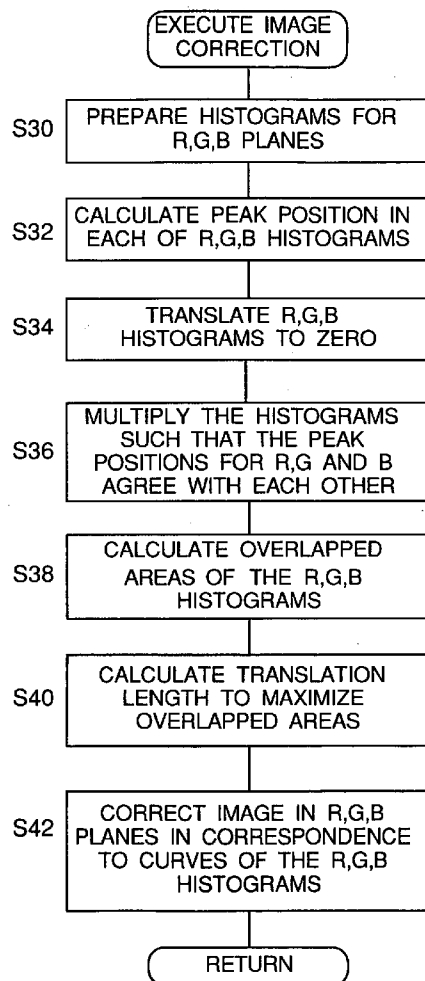 EXECUTE IMAGE
CORRECTION
S30
PREPARE HISTOGRAMS FOR
R,G,B PLANES
S32
CALCULATE PEAK POSITION IN
EACH OF R,G,B HISTOGRAMS
S34
TRANSLATE R,G,B
HISTOGRAMS TO ZERO
S36
MULTIPLY THE HISTOGRAMS
SUCH THAT THE PEAK
POSITIONS FOR R,G AND B
AGREE WITH EACH OTHER
S38
CALCULATE OVERLAPPED
AREAS OF THE R,G,B
HISTOGRAMS
S40
CALCULATE TRANSLATION
LENGTH TO MAXIMIZE
OVERLAPPED AREAS
S42
CORRECT IMAGE IN R,G,B
PLANES IN CORRESPONDENCE
TO CURVES OF THE R,G,B
HISTOGRAMS
RETURN